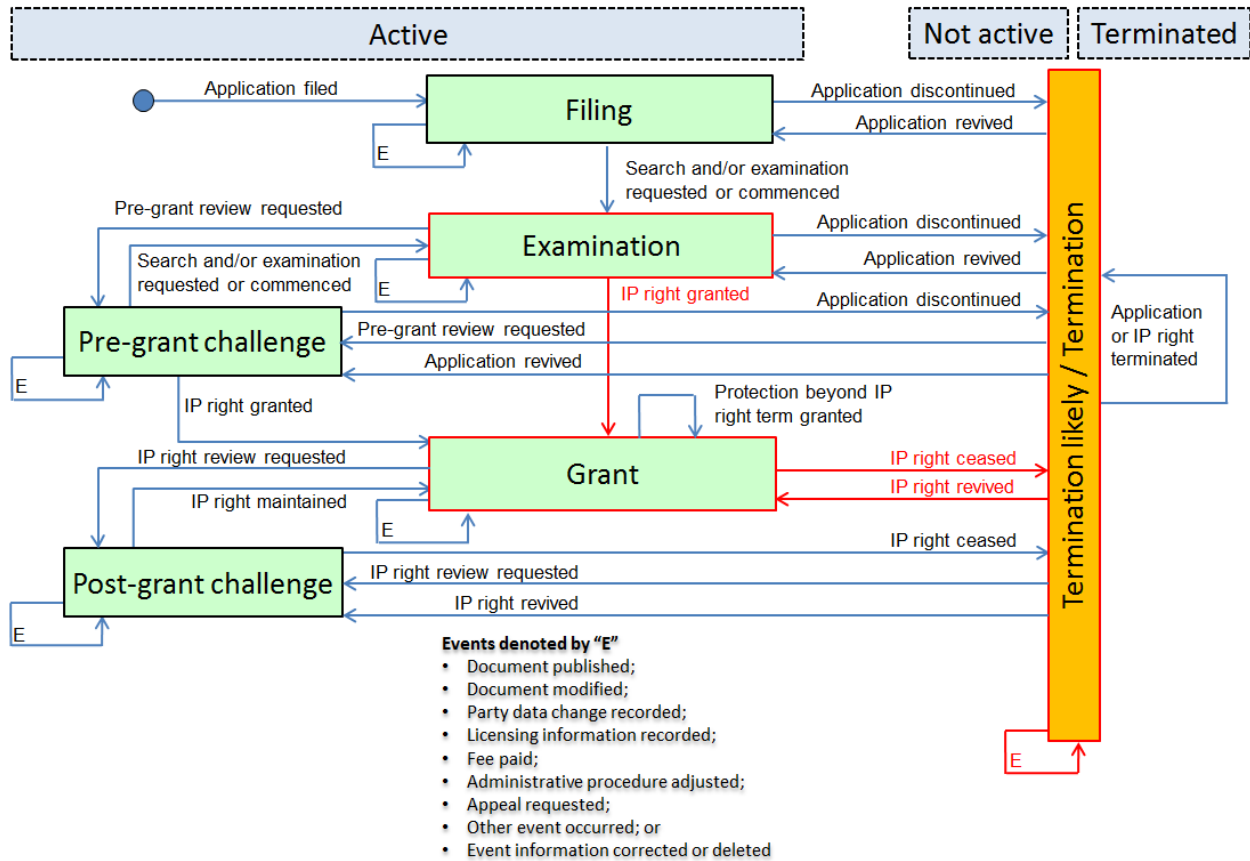 Active
Not active
Terminated
Application filed
Filing
Application discontinued
Application revived
E
Search and/or examination
requested or commenced
Pre-grant review requested
Examination
Application discontinued
Search and/or examination
requested or commenced
E
Application revived
IP right granted
Application discontinued
Application
or IP right
terminated
Pre-grant challenge
Pre-grant review requested
Application revived
E
IP right granted
Protection beyond IP
right term granted
IP right review requested
Grant
IP right ceased
IP right revived
IP right maintained
E
IP right ceased
Post-grant challenge
IP right review requested
IP right revived
E
Termination likely / Termination
E
Events denoted by “E”
• Document published;
• Document modified;
• Party data change recorded;
• Licensing information recorded;
• Fee paid;
• Administrative procedure adjusted;
• Appeal requested;
• Other event occurred; or
• Event information corrected or deleted